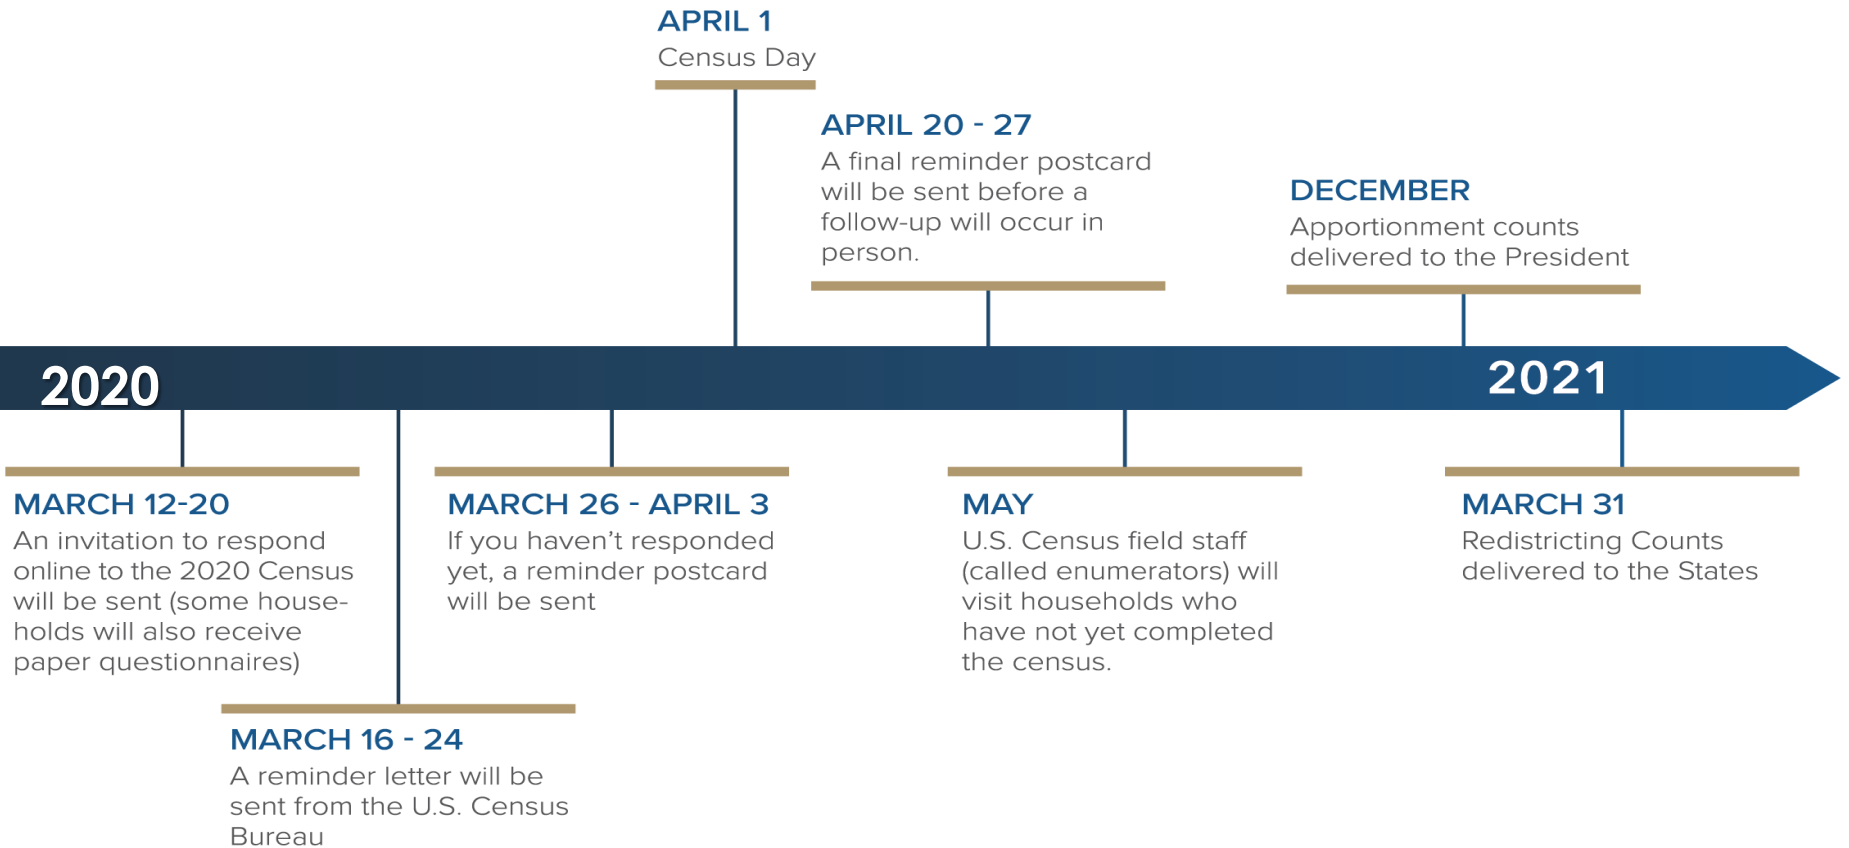 APRIL 1
Census Day
APRIL 20 - 27
A final reminder postcard
will be sent before a
follow-up will occur in
person.
DECEMBER
Apportionment counts
delivered to the President
2020
2021
MARCH 12-20
An invitation to respond
online to the 2020 Census
will be sent (some house-
holds will also receive
paper questionnaires)
MARCH 16 - 24
A reminder letter will be
sent from the U.S. Census
Bureau
MARCH 26 - APRIL 3
If you haven’t responded
yet, a reminder postcard
will be sent
MAY
U.S. Census field staff
(called enumerators) will
visit households who
have not yet completed
the census.
MARCH 31
Redistricting Counts
delivered to the States